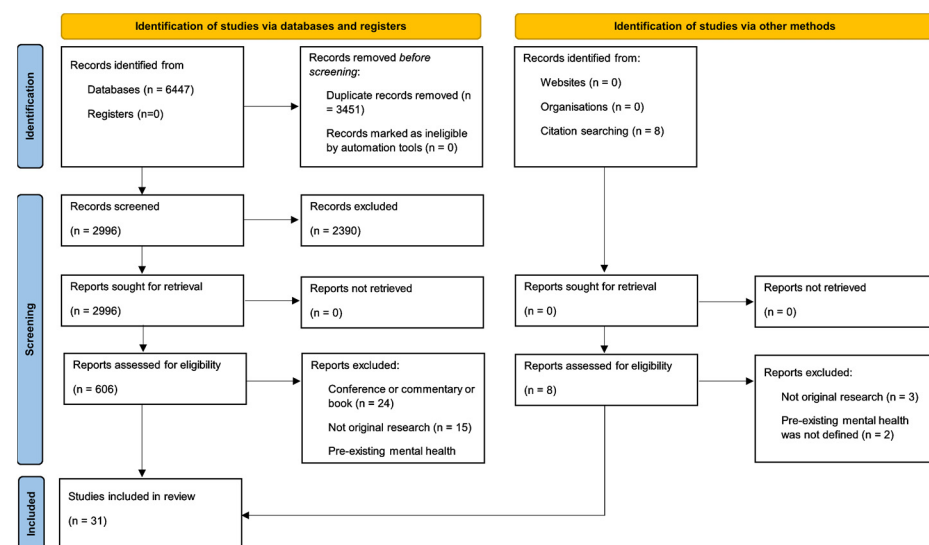 Identification of studies via databases and registers
Identification of studies via other methods
Identification
Records identified from
Databases (n = 6447)
Registers (n=0)
Records removed before
screening:
Duplicate records removed (n
= 3451)
Records marked as ineligible
by automation tools (n = 0)
Records identified from:
Websites (n = 0)
Organisations (n = 0)
Citation searching (n = 8)
Screening
Records screened
(n = 2996)
Records excluded
(n = 2390)
Reports sought for retrieval
(n = 2996)
Reports not retrieved
(n = 0)
Reports sought for retrieval
(n = 0)
Reports not retrieved
(n = 0)
Reports assessed for eligibility
(n = 606)
Reports excluded:
Conference or commentary or
book (n = 24)
Not original research (n = 15)
Pre-existing mental health
Reports assessed for eligibility
(n = 8)
Reports excluded:
Not original research (n = 3)
Pre-existing mental health
was not defined (n = 2)
Included
Studies included in review
(n = 31)